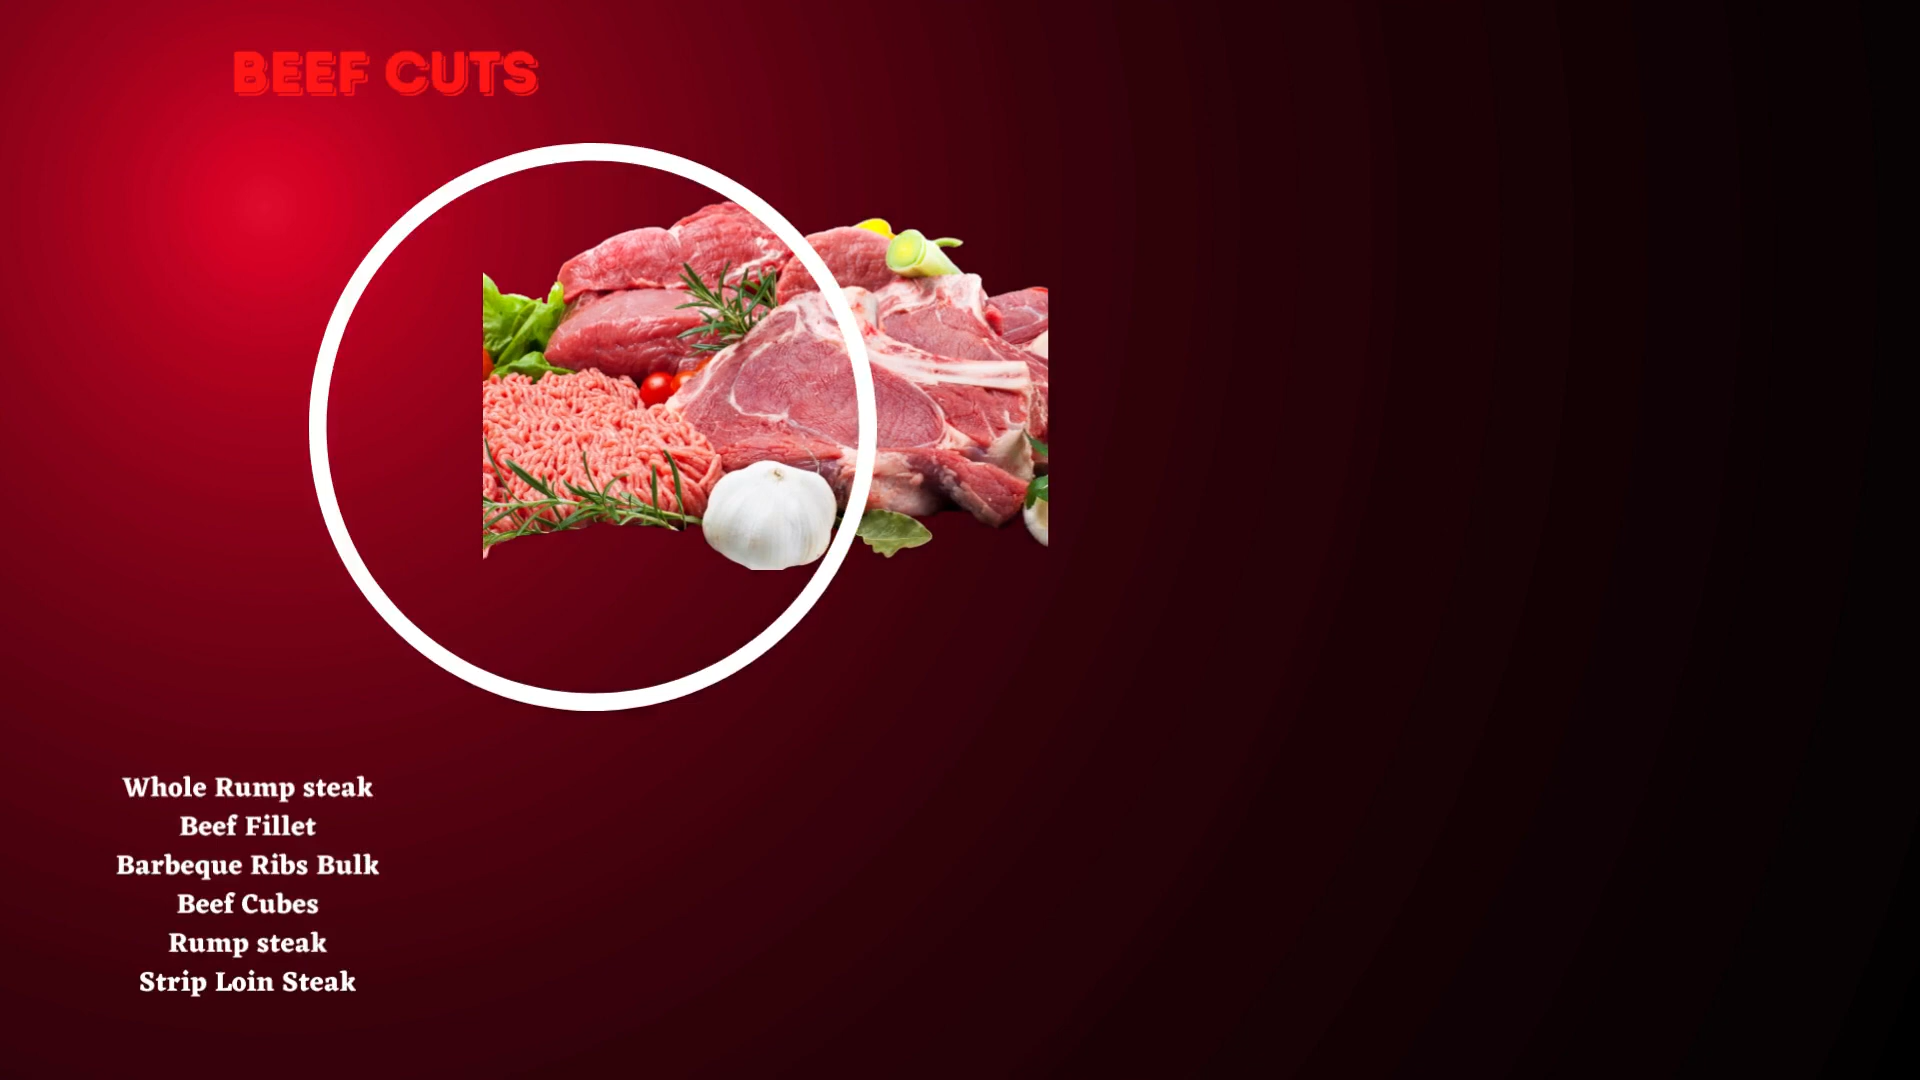 BEEF CUTS
Whole Rump steak
Beef Fillet
Barbeque Ribs Bulk
Beef Cubes
Rump steak
Strip Loin Steak